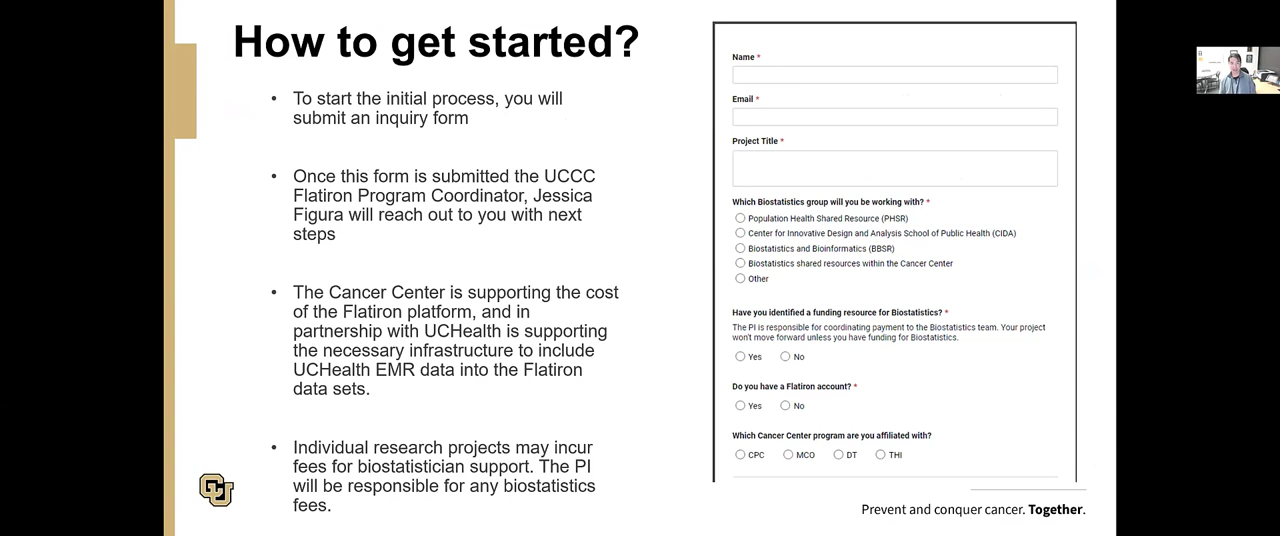 How to get started?
• To start the initial process, you will
submit an inquiry form
• Once this form is submitted the UCCC
Flatiron Program Coordinator, Jessica
Figura will reach out to you with next
steps
• The Cancer Center is supporting the cost
of the Flatiron platform, and in
partnership with UCHealth is supporting
the necessary infrastructure to include
UCHealth EMR data into the Flatiron
data sets.
• Individual research projects may incur
fees for biostatistician support. The PI
will be responsible for any biostatistics
fees.
CU
Name *
Email *
Project Title *
Which Biostatistics group will you be working with? *
Population Health Shared Resource (PHSR)
Center for Innovative Design and Analysis School of Public Health (CIDA)
Biostatistics and Bioinformatics (BBSR)
Biostatistics shared resources within the Cancer Center
Other
Have you identified a funding resource for Biostatistics? *
The PI is responsible for coordinating payment to the Biostatistics team. Your project
won't move forward unless you have funding for Biostatistics.
Yes No
Do you have a Flatiron account? *
Yes No
Which Cancer Center program are you affiliated with?
CPC MCO DT THI
Prevent and conquer cancer. Together.